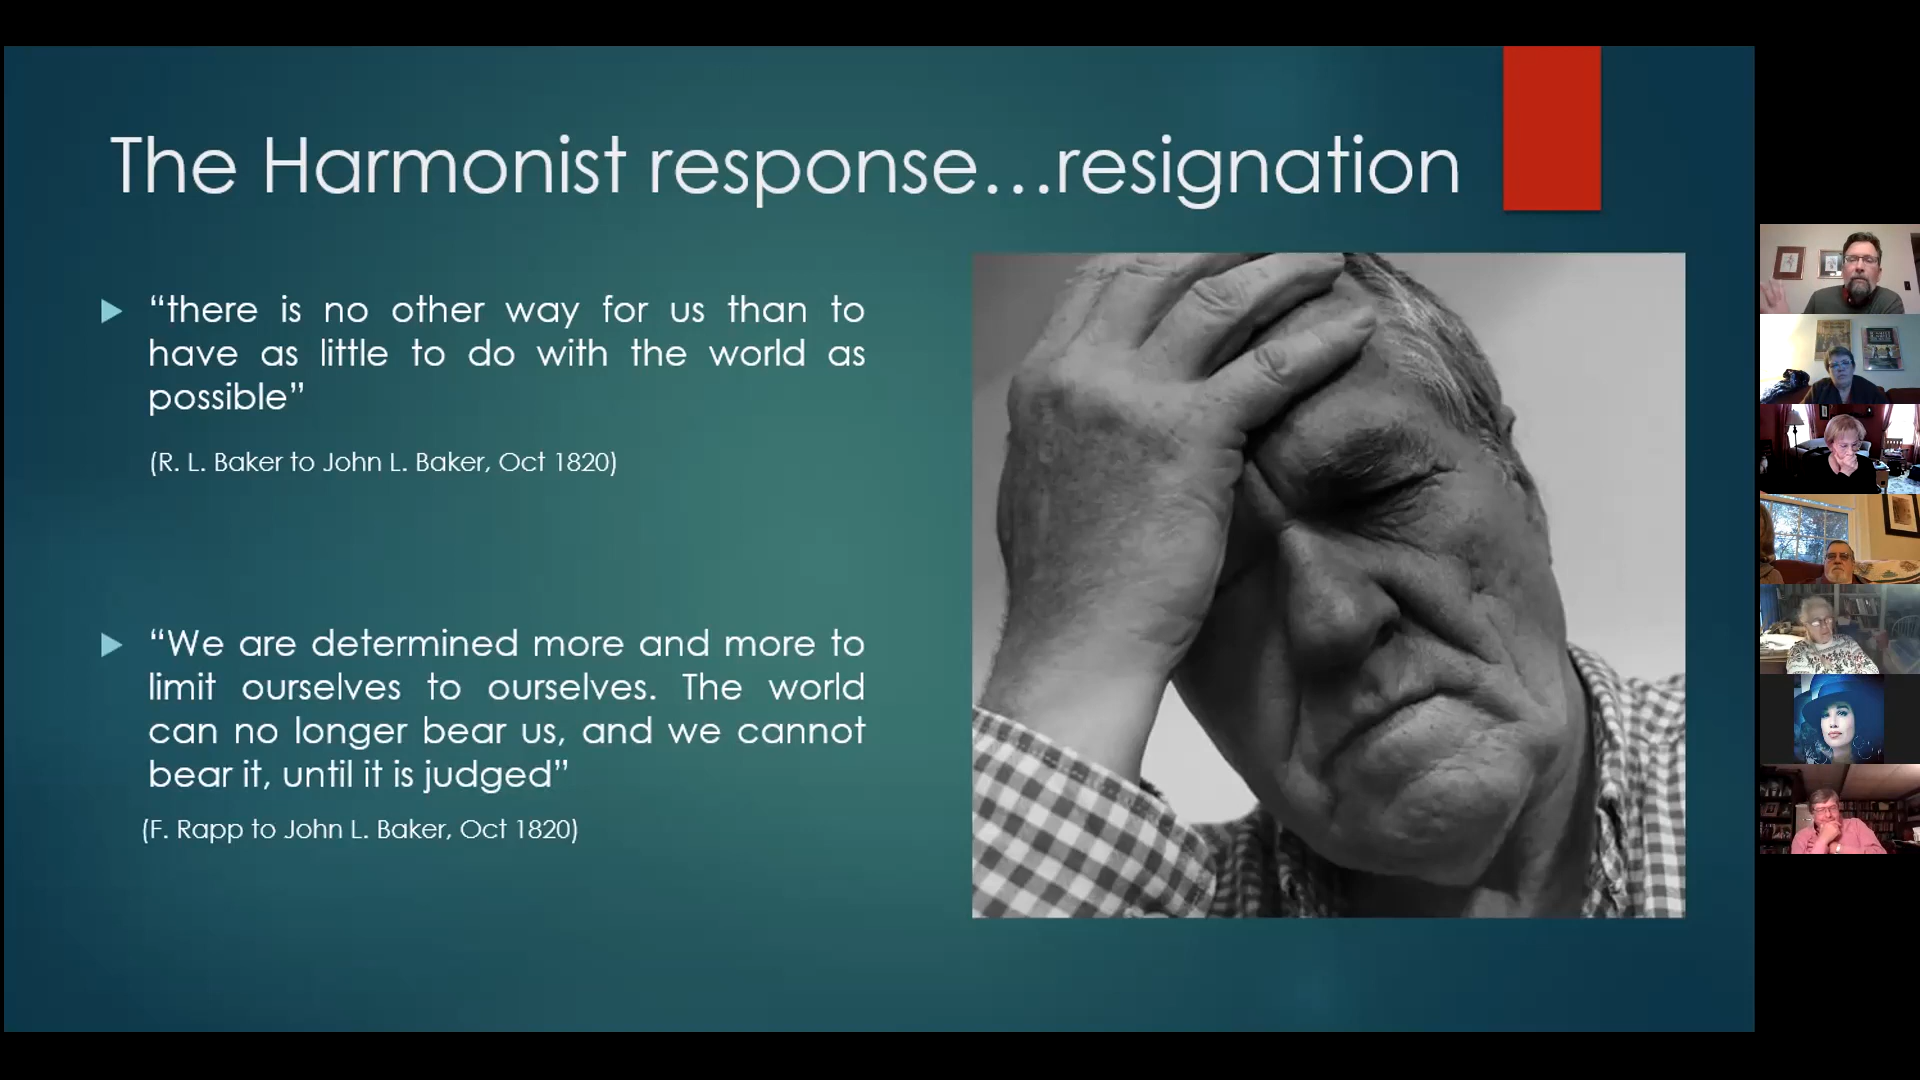 The Harmonist response…resignation
“there is no other way for us than to
have as little to do with the world as
possible”
(R. L. Baker to John L. Baker, Oct 1820)
“We are determined more and more to
limit ourselves to ourselves. The world
can no longer bear us, and we cannot
bear it, until it is judged”
(F. Rapp to John L. Baker, Oct 1820)